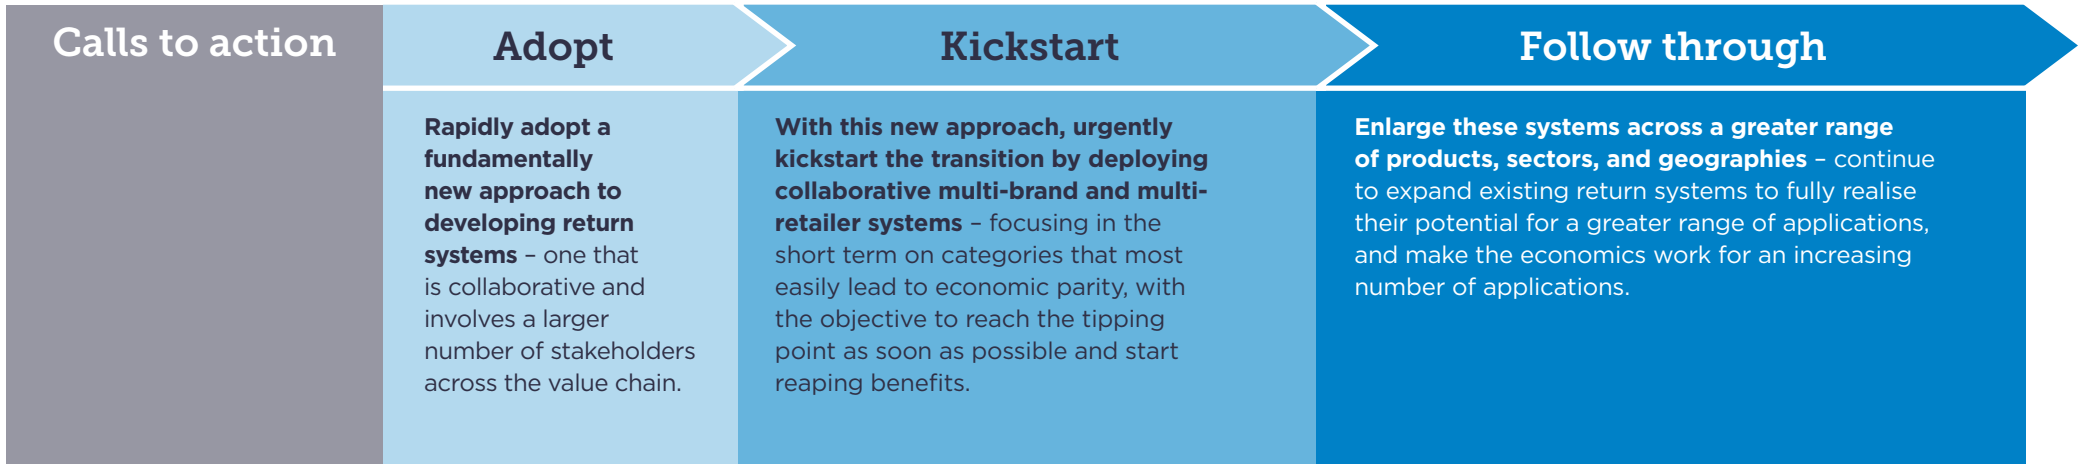 Calls to action
Adopt
Kickstart
Follow through
Rapidly adopt a
fundamentally
new approach to
developing return
systems – one that
is collaborative and
involves a larger
number of stakeholders
across the value chain.
With this new approach, urgently
kickstart the transition by deploying
collaborative multi-brand and multi-
retailer systems – focusing in the
short term on categories that most
easily lead to economic parity, with
the objective to reach the tipping
point as soon as possible and start
reaping benefits.
Enlarge these systems across a greater range
of products, sectors, and geographies – continue
to expand existing return systems to fully realise
their potential for a greater range of applications,
and make the economics work for an increasing
number of applications.